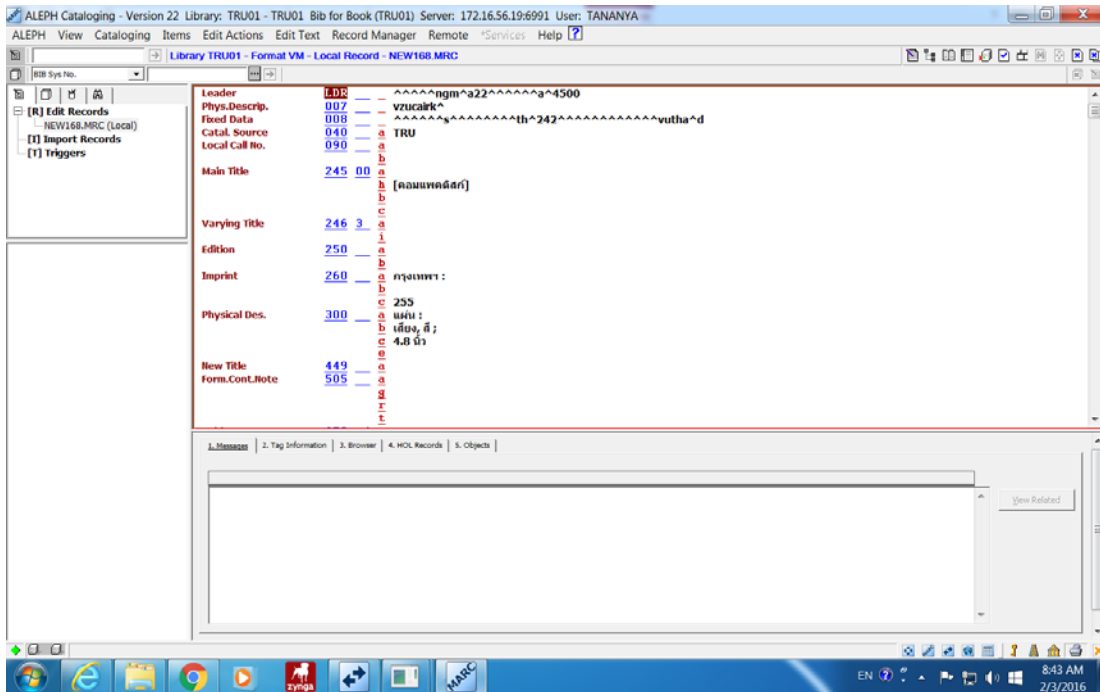 ALEPH Cataloging - Version 22 Library: TRU01 - TRU01 Bib for Book (TRU01) Server: 172.16.56.19:6991 User: TANANYA
ALEPH View Cataloging Items Edit Actions Edit Text Record Manager Remote *Services Help ?
Library TRU01 - Format VM - Local Record - NEW168.MRC
BIB Sys No.
[R] Edit Records
NEW168.MRC (Local)
[I] Import Records
[T] Triggers
Leader LDR ^^^^^ngm^a22^^^^^^a^4500
Phys.Descrip. 007 vzucairk^
Fixed Data 008 ^^^^^^s^^^^^^^^th^242^^^^^^^^^^^^^vutha^d
Catal. Source 040 a TRU
Local Call No. 090 a
b
Main Title 245 00 a
h [คอมแพคดิสก์]
b
c
Varying Title 246 3 a
i
Edition 250 a
b
Imprint 260 a กรุงเทพฯ :
b
c 255
Physical Des. 300 a แผ่น :
b เสียง, สี ;
c 4.8 นิ้ว
e
New Title 449 a
Form.Cont.Note 505 a
g
r
t
1. Messages 2. Tag Information 3. Browser 4. HOL Records 5. Objects
View Related
zynga
MARC
EN
8:43 AM
2/3/2016